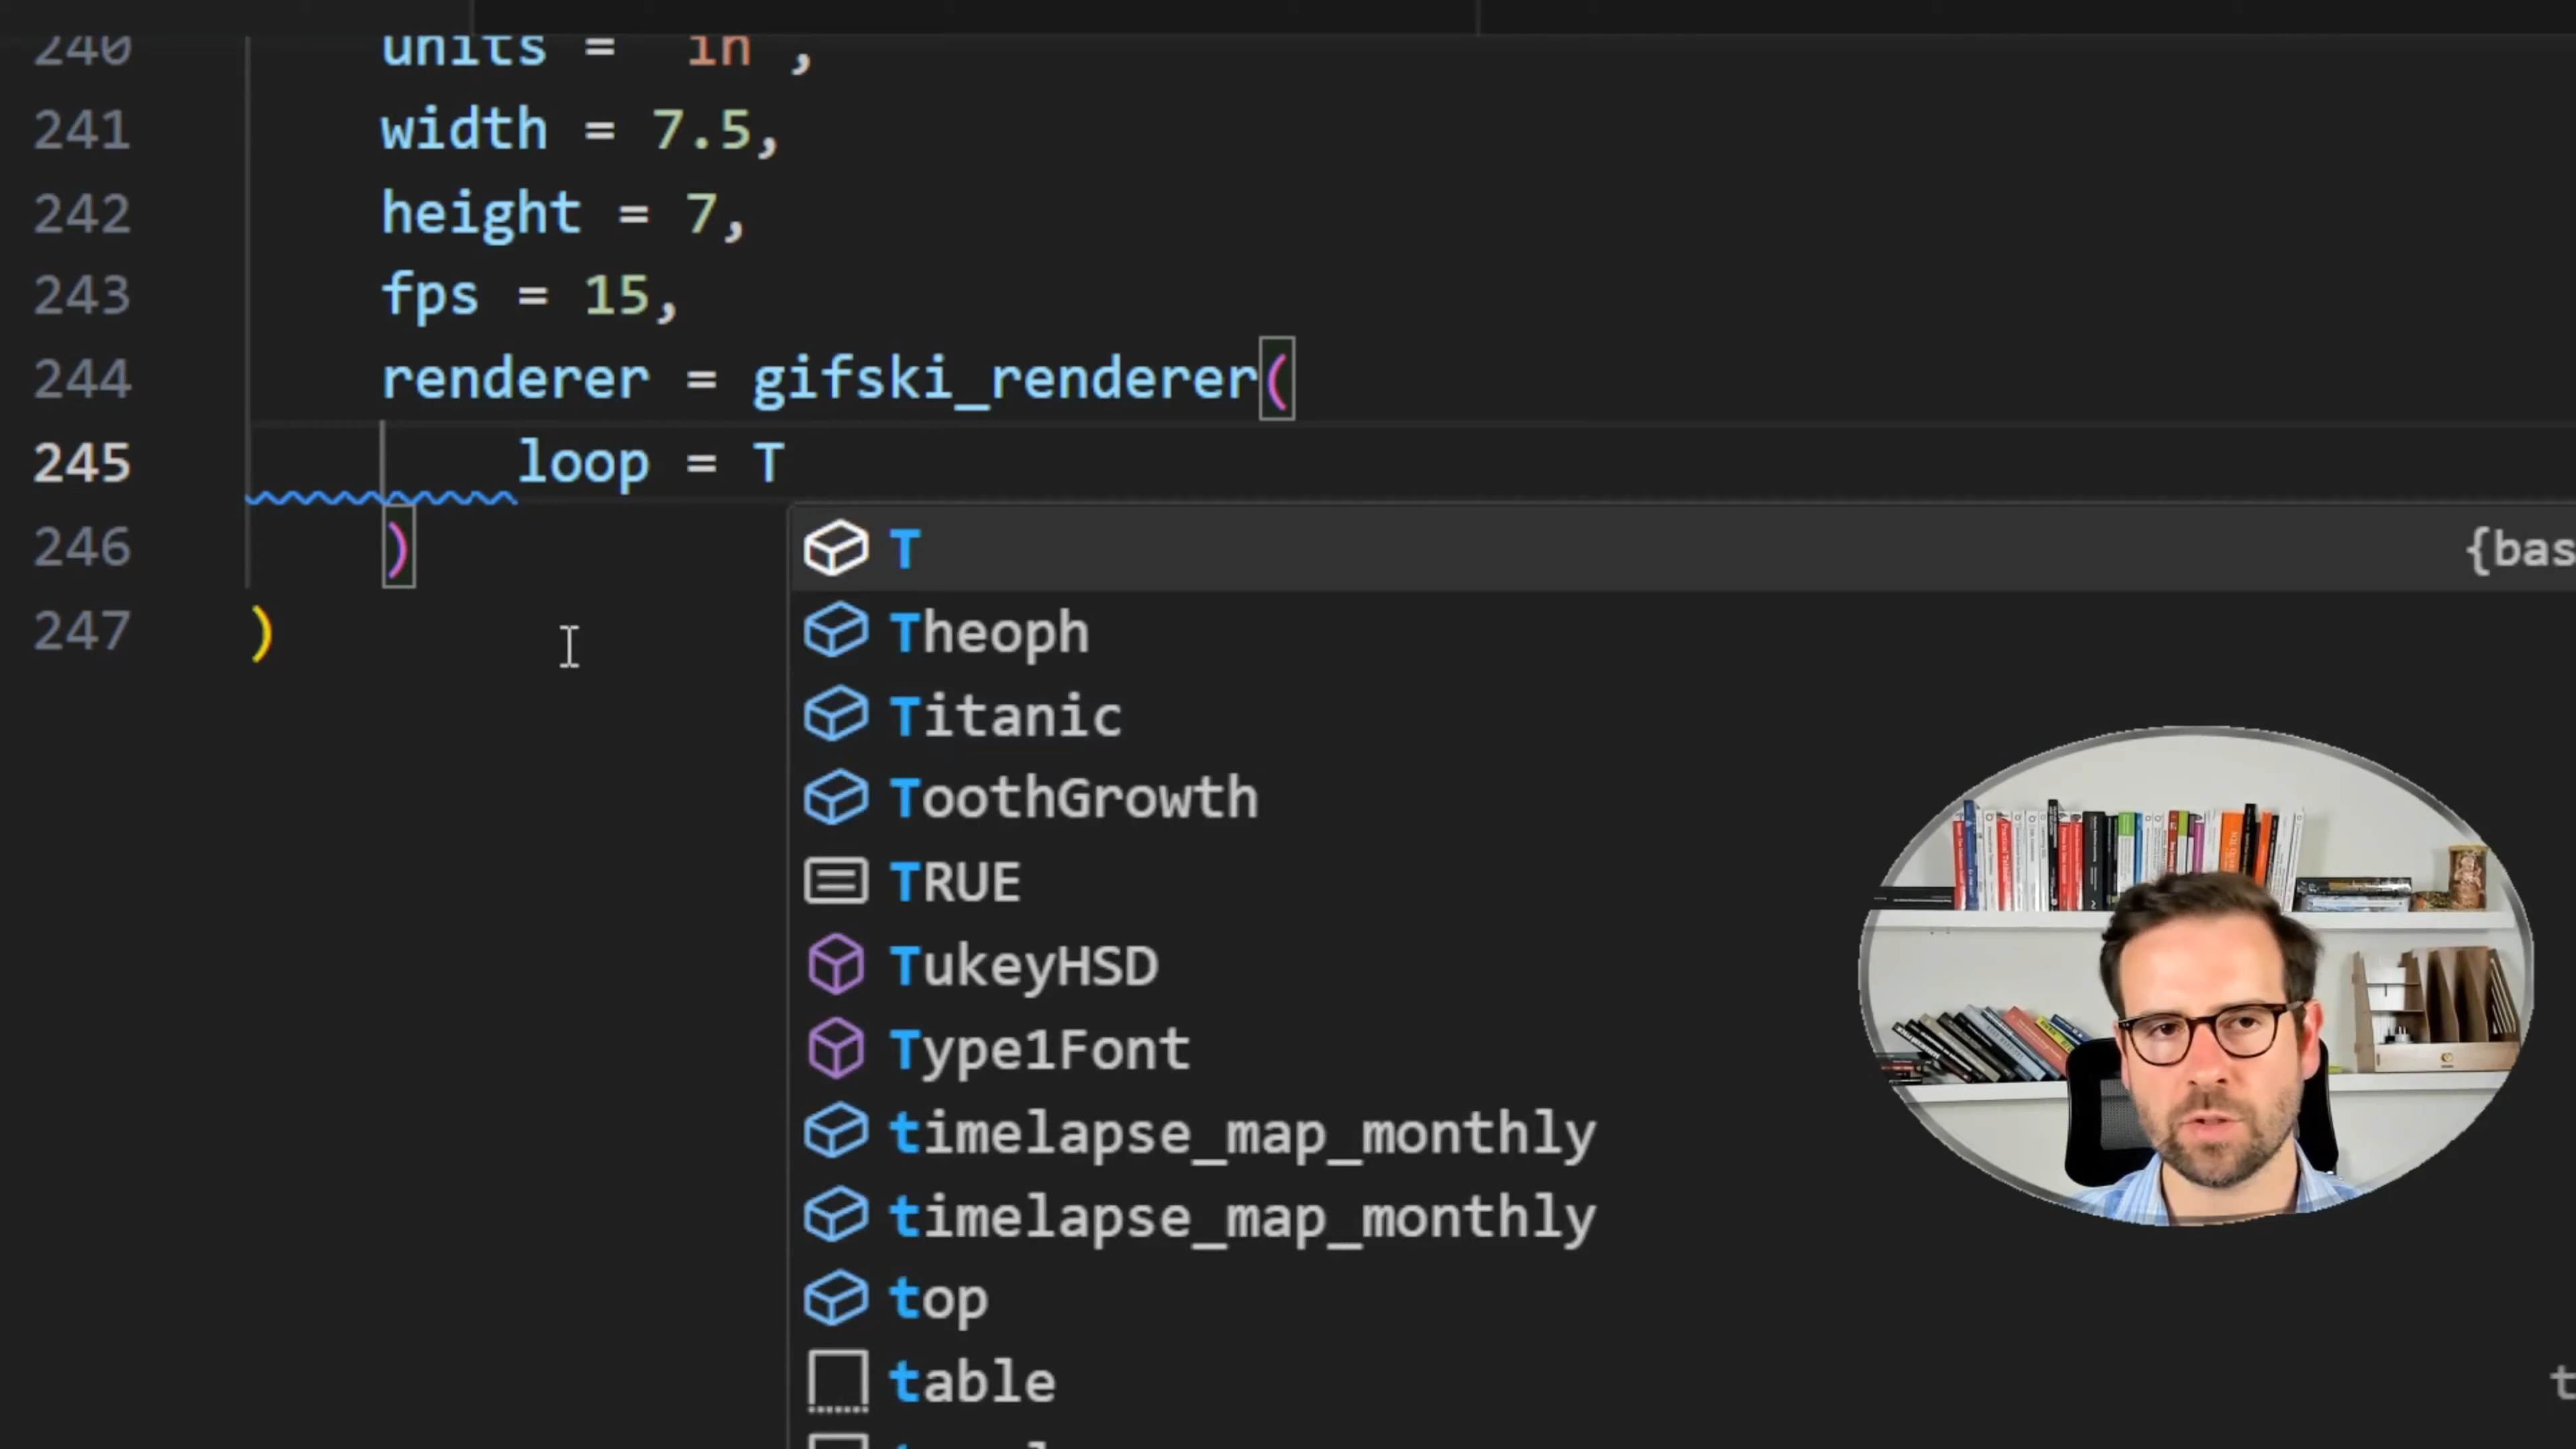 240 units = "in",
241 width = 7.5,
242 height = 7,
243 fps = 15,
244 renderer = gifski_renderer(
245 loop = T
246 )
247 )
T {bas
Theoph
Titanic
ToothGrowth
TRUE
TukeyHSD
Type1Font
timelapse_map_monthly
timelapse_map_monthly
top
table t